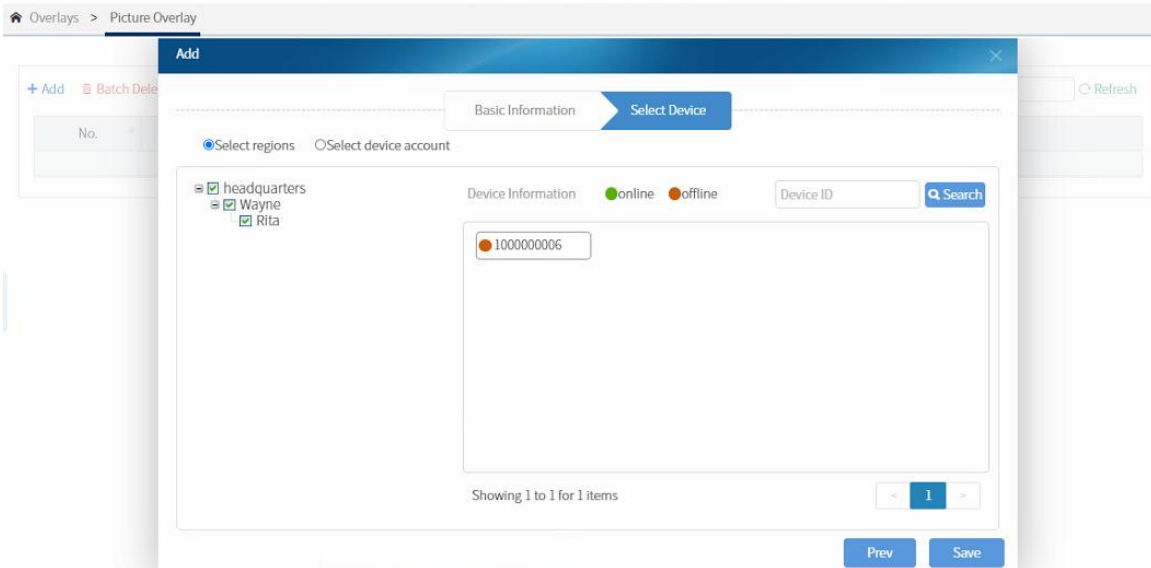 Overlays > Picture Overlay
Add
+ Add Batch Dele
Refresh
Basic Information Select Device
No.
Select regions Select device account
headquarters
Device Information online offline Device ID Search
Wayne
Rita
1000000006
Showing 1 to 1 for 1 items < 1 >
Prev Save